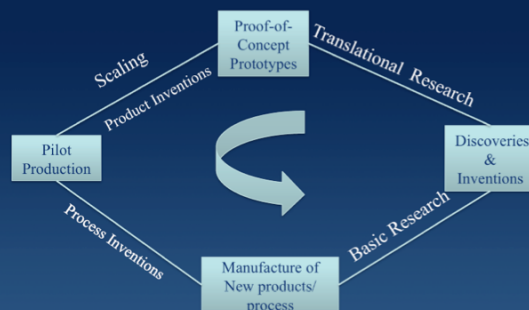 Proof-of-
Concept
Prototypes
Scaling
Product Inventions
Translational Research
Pilot
Production
Discoveries
&
Inventions
Process Inventions
Basic Research
Manufacture of
New products/
process